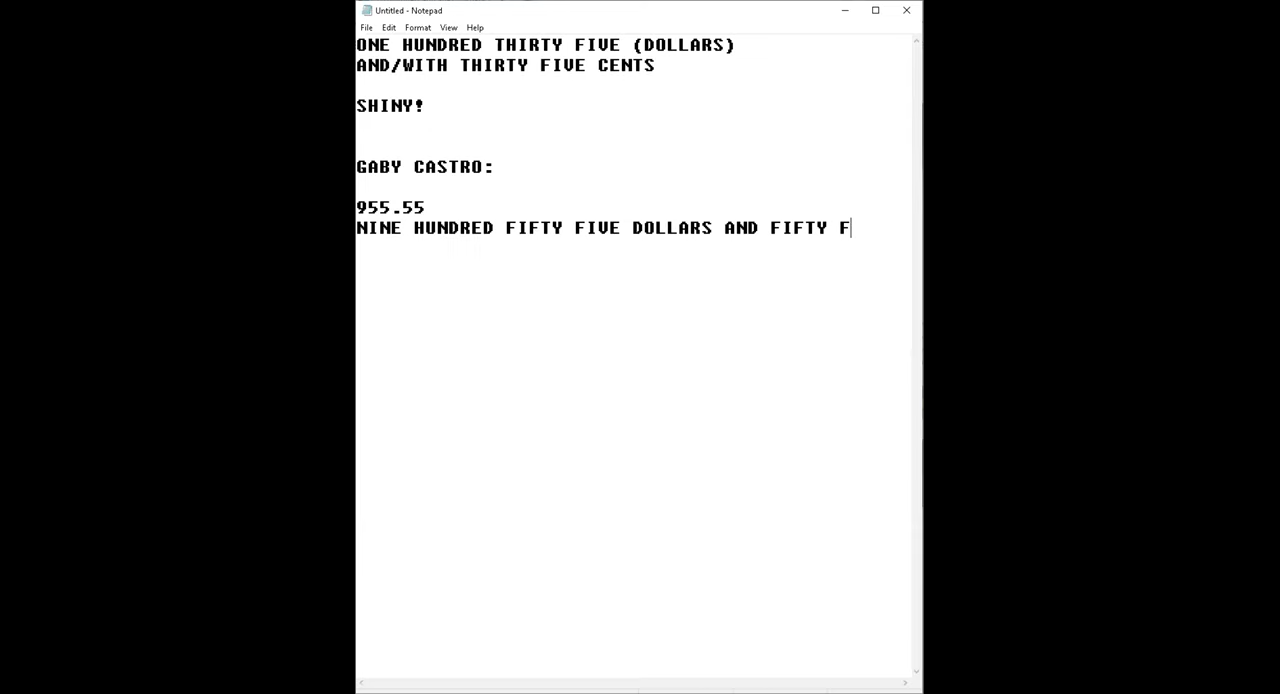 Untitled - Notepad
File Edit Format View Help
ONE HUNDRED THIRTY FIVE (DOLLARS)
AND/WITH THIRTY FIVE CENTS
SHINY!
GABY CASTRO:
955.55
NINE HUNDRED FIFTY FIVE DOLLARS AND FIFTY F